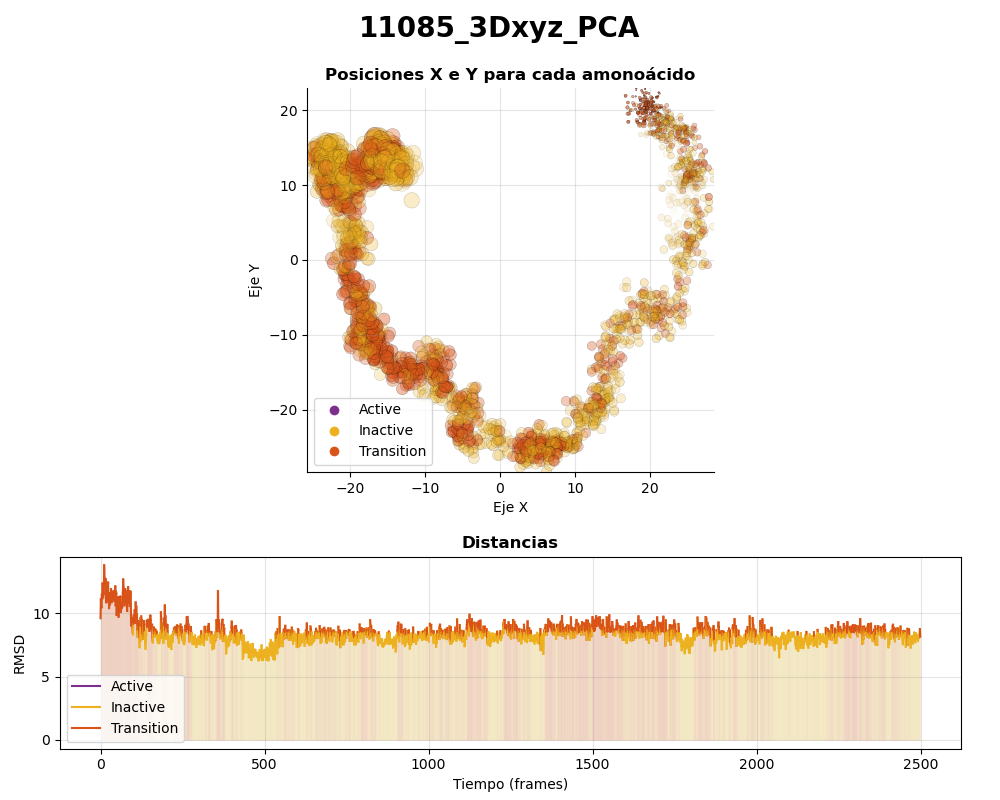 11085_3Dxyz_PCA
Posiciones X e Y para cada amonoácido
20
10
0
−10
−20
Eje Y
Active
Inactive
Transition
−20 −10 0 10 20
Eje X
Distancias
10
5
0
RMSD
Active
Inactive
Transition
0 500 1000 1500 2000 2500
Tiempo (frames)